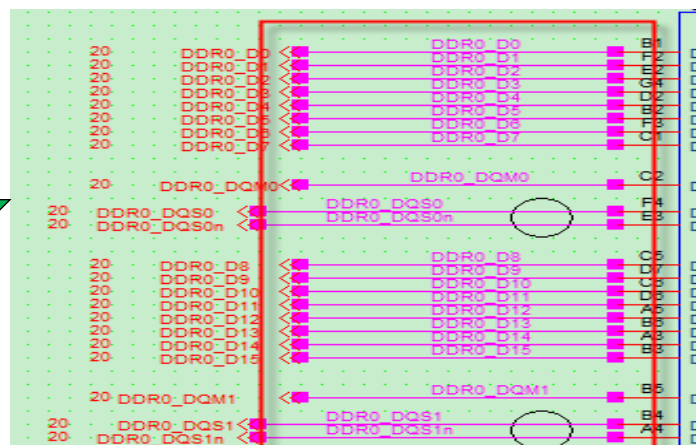 20 DDR0_D0 DDR0_D0 B1
20 DDR0_D1 DDR0_D1 F2
20 DDR0_D2 DDR0_D2 E2
20 DDR0_D3 DDR0_D3 G4
20 DDR0_D4 DDR0_D4 D2
20 DDR0_D5 DDR0_D5 B2
20 DDR0_D6 DDR0_D6 F3
20 DDR0_D7 DDR0_D7 C1
20 DDR0_DQM0 DDR0_DQM0 C2
20 DDR0_DQS0 DDR0_DQS0 F4
20 DDR0_DQS0n DDR0_DQS0n E3
20 DDR0_D8 DDR0_D8 C5
20 DDR0_D9 DDR0_D9 D7
20 DDR0_D10 DDR0_D10 C6
20 DDR0_D11 DDR0_D11 D6
20 DDR0_D12 DDR0_D12 A5
20 DDR0_D13 DDR0_D13 B6
20 DDR0_D14 DDR0_D14 A3
20 DDR0_D15 DDR0_D15 B3
20 DDR0_DQM1 DDR0_DQM1 B5
20 DDR0_DQS1 DDR0_DQS1 B4
20 DDR0_DQS1n DDR0_DQS1n A4